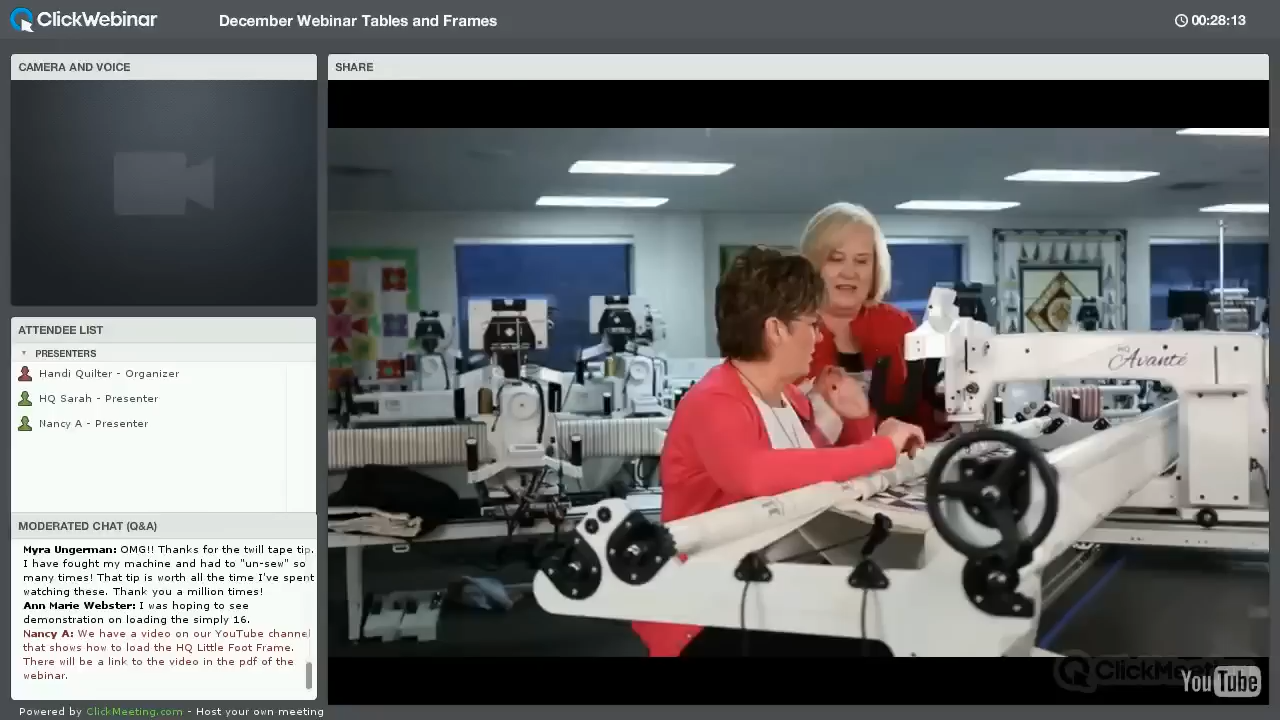 ClickWebinar
December Webinar Tables and Frames
00:28:13
CAMERA AND VOICE
SHARE
HQ
Avanté
ATTENDEE LIST
PRESENTERS
Handi Quilter - Organizer
HQ Sarah - Presenter
Nancy A - Presenter
MODERATED CHAT (Q&A)
Myra Ungerman: OMG!! Thanks for the twill tape tip.
I have fought my machine and had to "un-sew" so
many times! That tip is worth all the time I've spent
watching these. Thank you a million times!
Ann Marie Webster: I was hoping to see
demonstration on loading the simply 16.
Nancy A: We have a video on our YouTube channel
that shows how to load the HQ Little Foot Frame.
There will be a link to the video in the pdf of the
webinar.
ClickMeeting
YouTube
Powered by ClickMeeting.com - Host your own meeting